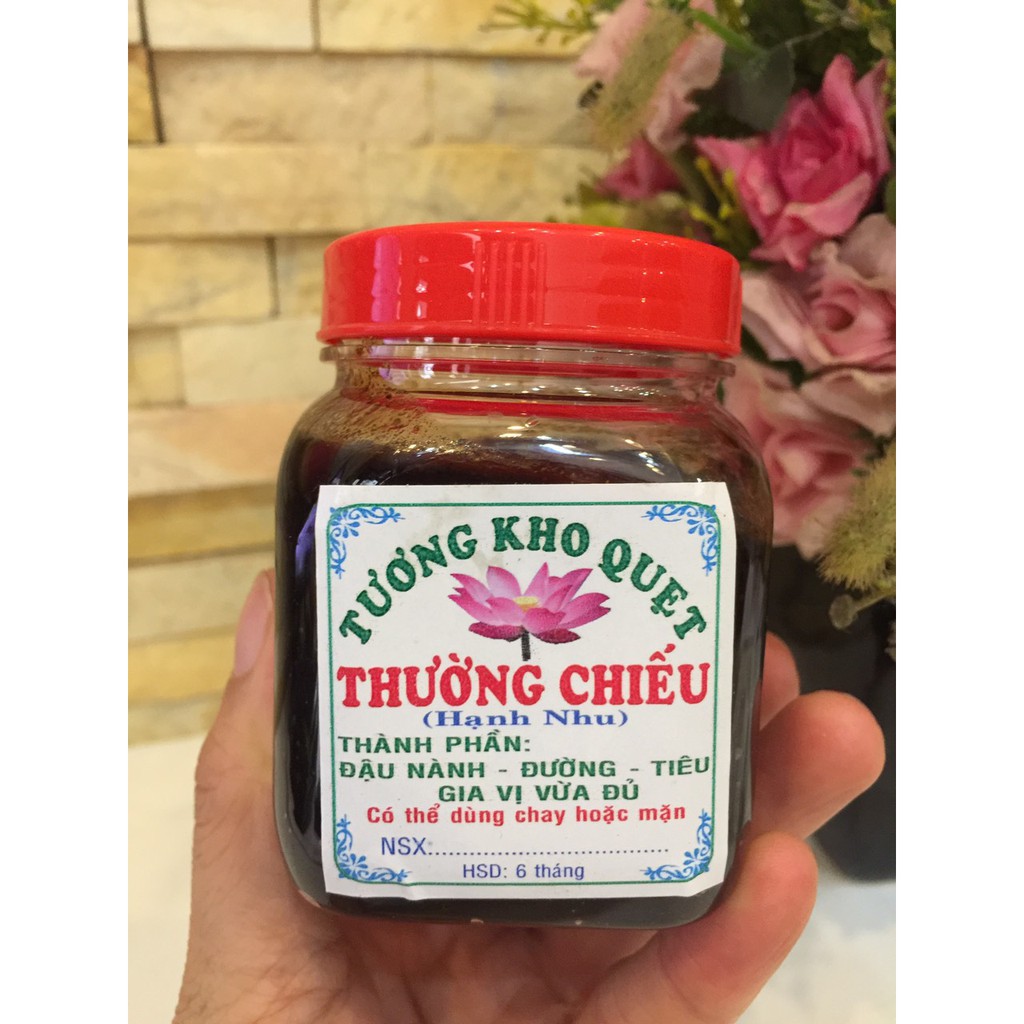 TƯƠNG KHO QUẸT
THƯỜNG CHIẾU
(Hạnh Nhu)
THÀNH PHẦN:
ĐẬU NÀNH - ĐƯỜNG - TIÊU
GIA VỊ VỪA ĐỦ
Có thể dùng chay hoặc mặn
NSX....................................
HSD: 6 tháng